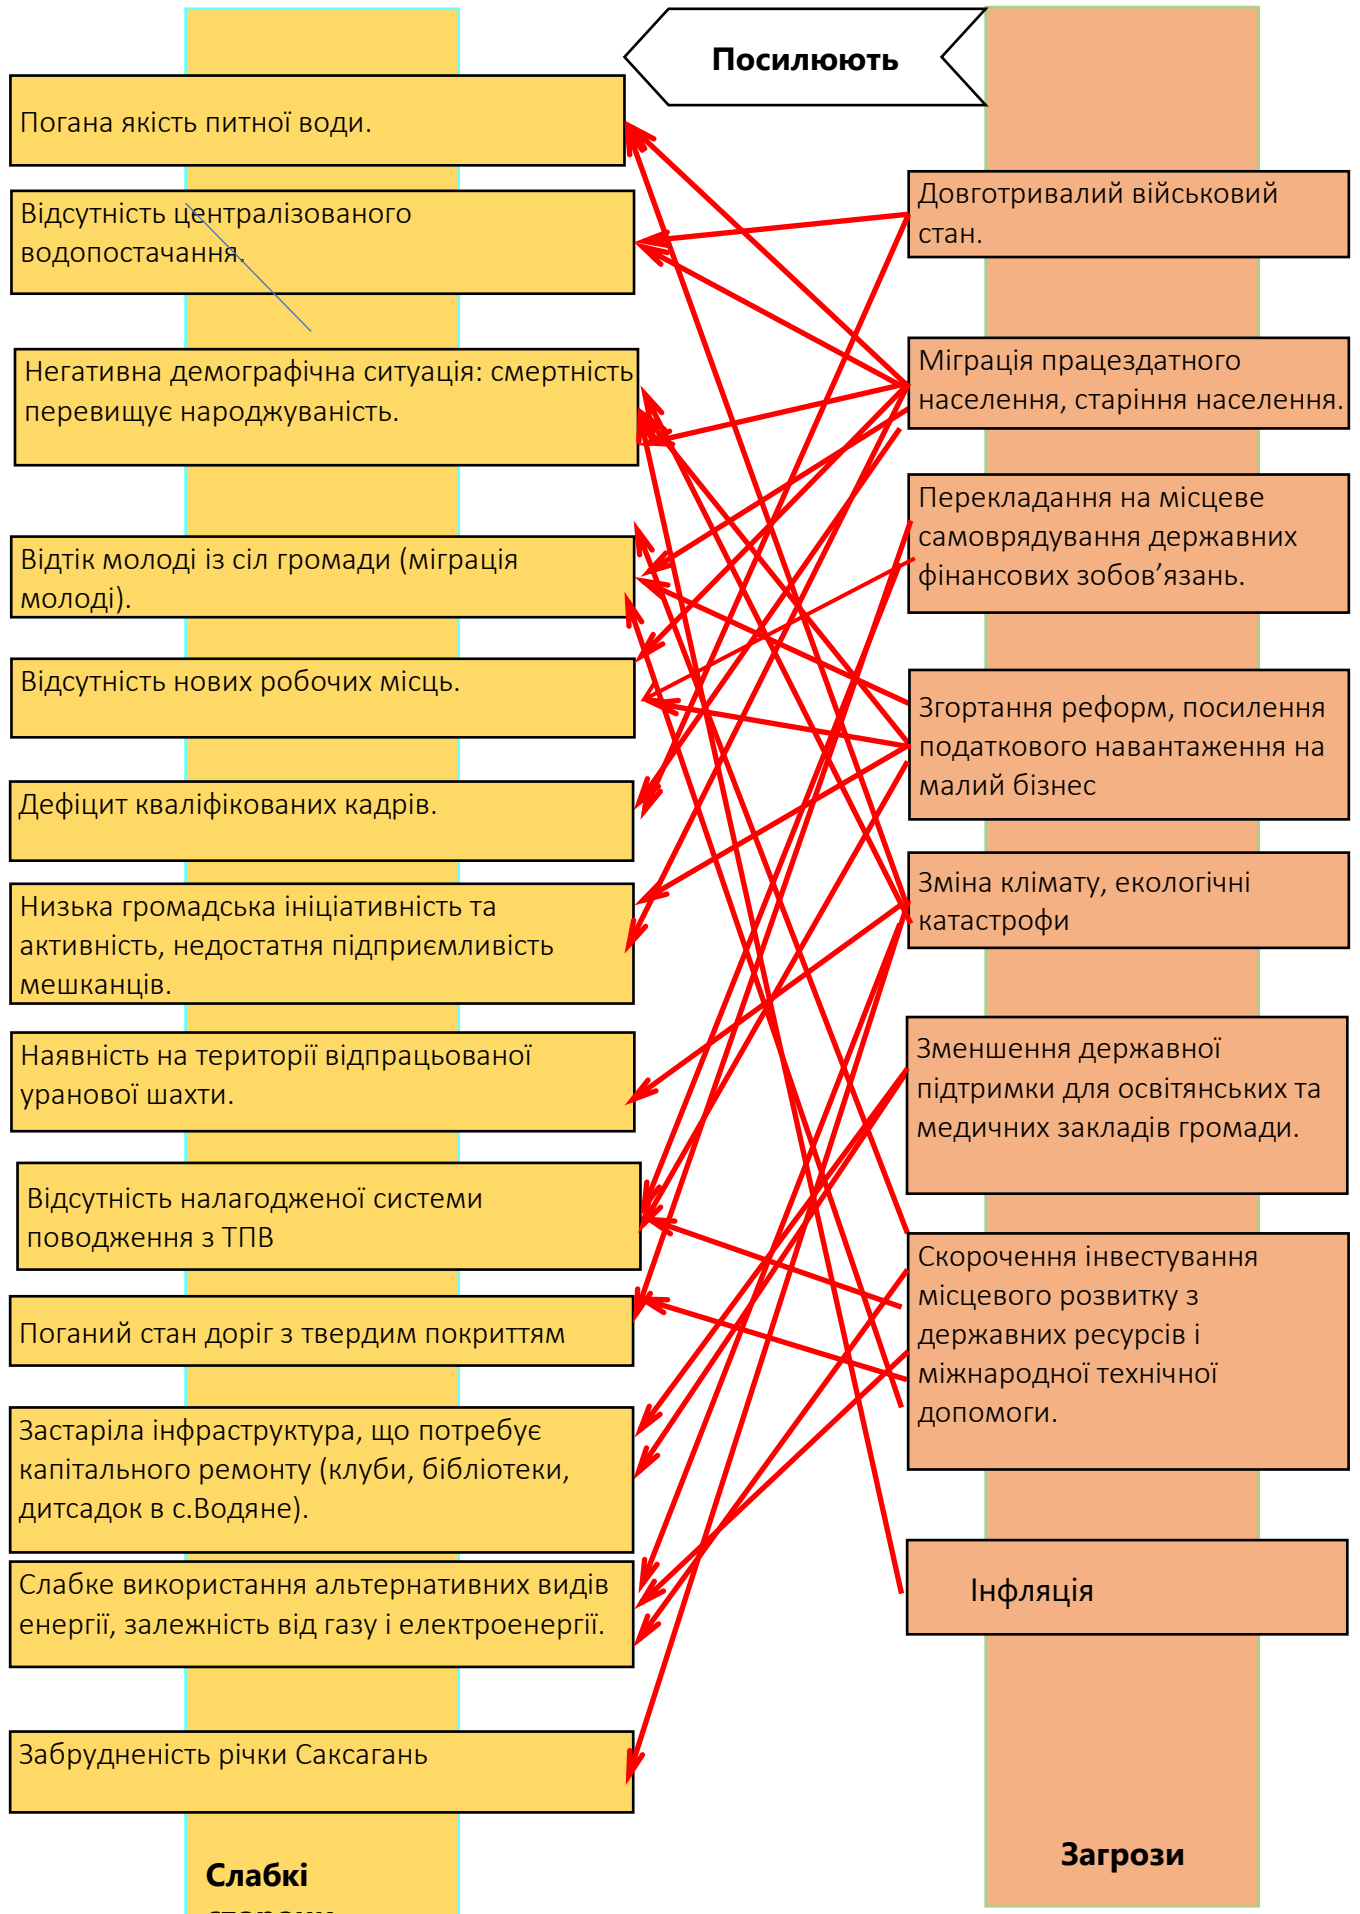 Посилюють
Погана якість питної води.
Відсутність централізованого
водопостачання.
Негативна демографічна ситуація: смертність
перевищує народжуваність.
Відтік молоді із сіл громади (міграція
молоді).
Відсутність нових робочих місць.
Дефіцит кваліфікованих кадрів.
Низька громадська ініціативність та
активність, недостатня підприємливість
мешканців.
Наявність на території відпрацьованої
уранової шахти.
Відсутність налагодженої системи
поводження з ТПВ
Поганий стан доріг з твердим покриттям
Застаріла інфраструктура, що потребує
капітального ремонту (клуби, бібліотеки,
дитсадок в с.Водяне).
Слабке використання альтернативних видів
енергії, залежність від газу і електроенергії.
Забрудненість річки Саксагань
Слабкі
Довготривалий військовий
стан.
Міграція працездатного
населення, старіння населення.
Перекладання на місцеве
самоврядування державних
фінансових зобов’язань.
Згортання реформ, посилення
податкового навантаження на
малий бізнес
Зміна клімату, екологічні
катастрофи
Зменшення державної
підтримки для освітянських та
медичних закладів громади.
Скорочення інвестування
місцевого розвитку з
державних ресурсів і
міжнародної технічної
допомоги.
Інфляція
Загрози